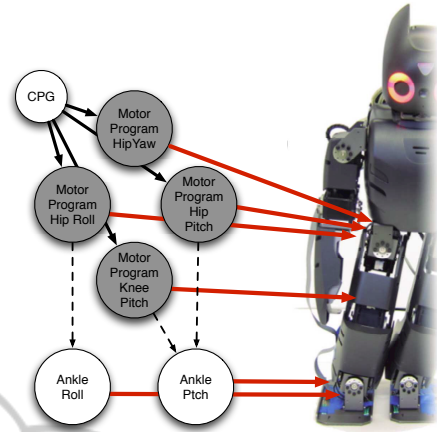 CPG
Motor
Program
HipYaw
Motor
Program
Hip Roll
Motor
Program
Hip
Pitch
Motor
Program
Knee
Pitch
Ankle
Roll
Ankle
Ptch